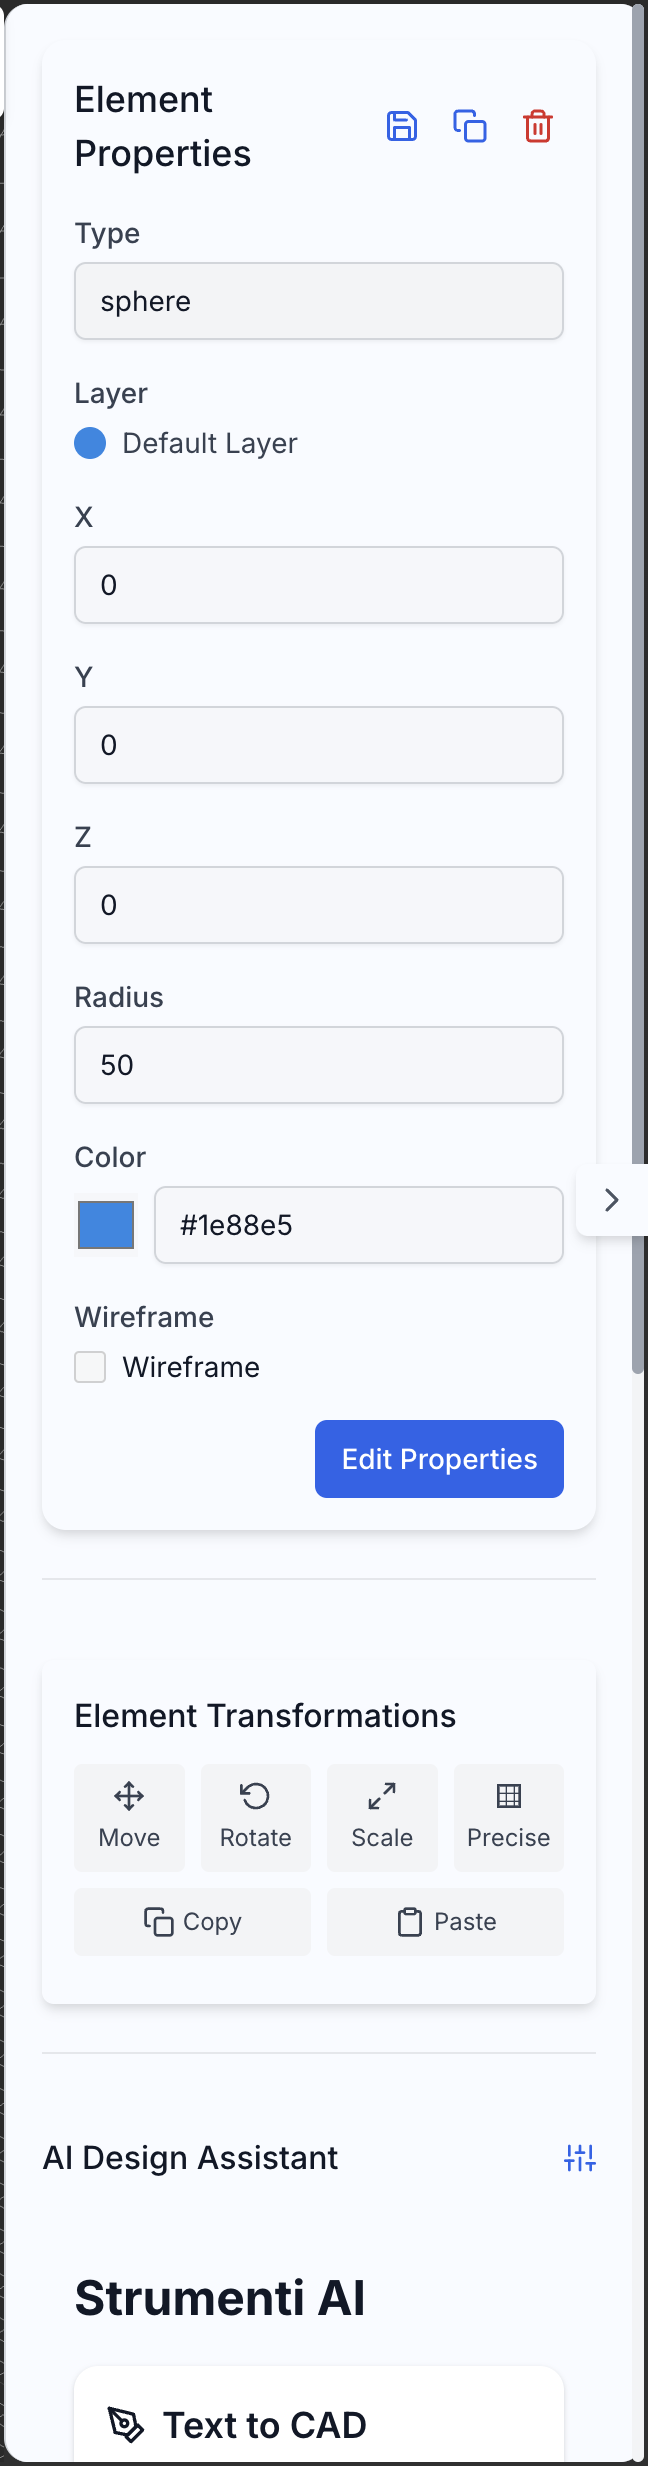 Element
Properties
Type
sphere
Layer
Default Layer
X
0
Y
0
Z
0
Radius
50
Color
#1e88e5
Wireframe
Wireframe
Edit Properties
Element Transformations
Move
Rotate
Scale
Precise
Copy
Paste
AI Design Assistant
Strumenti AI
Text to CAD